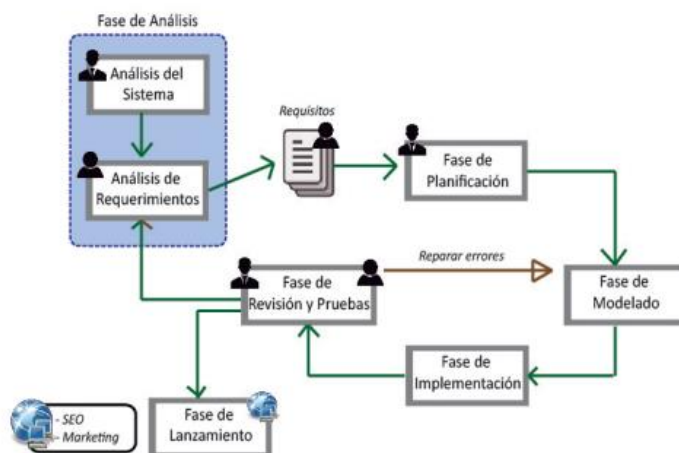 Fase de Análisis
Análisis del
Sistema
Análisis de
Requerimientos
Requisitos
Fase de
Planificación
Reparar errores
Fase de
Revisión y Pruebas
Fase de
Modelado
Fase de
Implementación
Fase de
Lanzamiento
- SEO
- Marketing